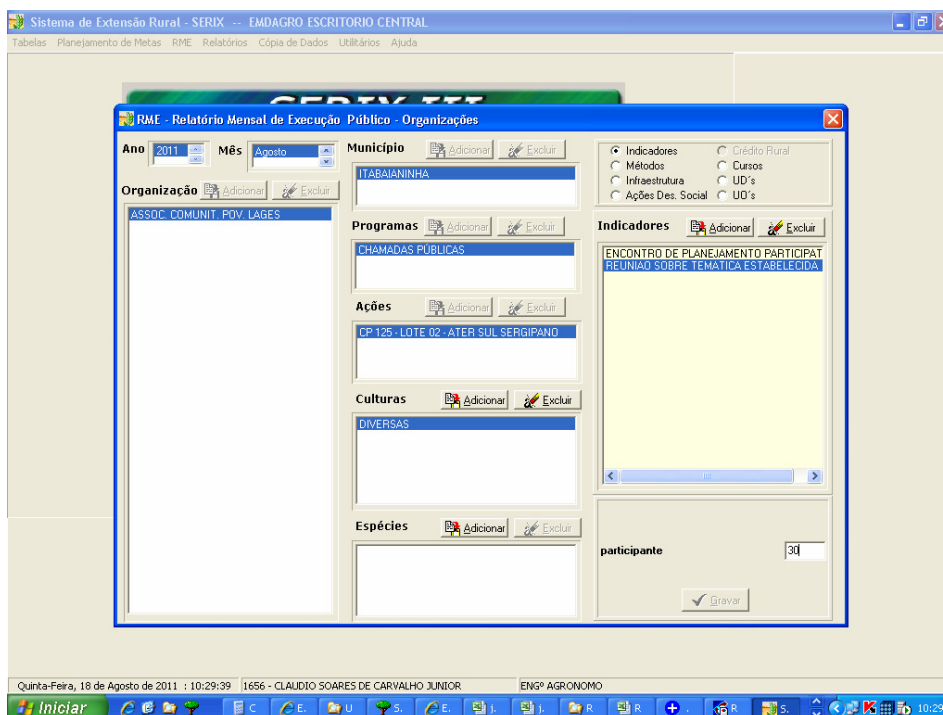 Sistema de Extensão Rural - SERIX -- EMDAGRO ESCRITORIO CENTRAL
Tabelas Planejamento de Metas RME Relatórios Cópia de Dados Utilitários Ajuda
RME - Relatório Mensal de Execução Público - Organizações
Ano 2011 Mês Agosto
Organização Adicionar Excluir
ASSOC. COMUNIT. POV. LAGES
Município Adicionar Excluir
ITABAIANINHA
Programas Adicionar Excluir
CHAMADAS PÚBLICAS
Ações Adicionar Excluir
CP 125 - LOTE 02 - ATER SUL SERGIPANO
Culturas Adicionar Excluir
DIVERSAS
Espécies Adicionar Excluir
Indicadores Crédito Rural
Métodos Cursos
Infraestrutura UD´s
Ações Des. Social UO´s
Indicadores Adicionar Excluir
ENCONTRO DE PLANEJAMENTO PARTICIPAT
REUNIAO SOBRE TEMATICA ESTABELECIDA
participante 30
Gravar
Quinta-Feira, 18 de Agosto de 2011 : 10:29:39 1656 - CLAUDIO SOARES DE CARVALHO JUNIOR ENGº AGRONOMO
Iniciar C E. U S. E. j. j. R R . R S. 10:29